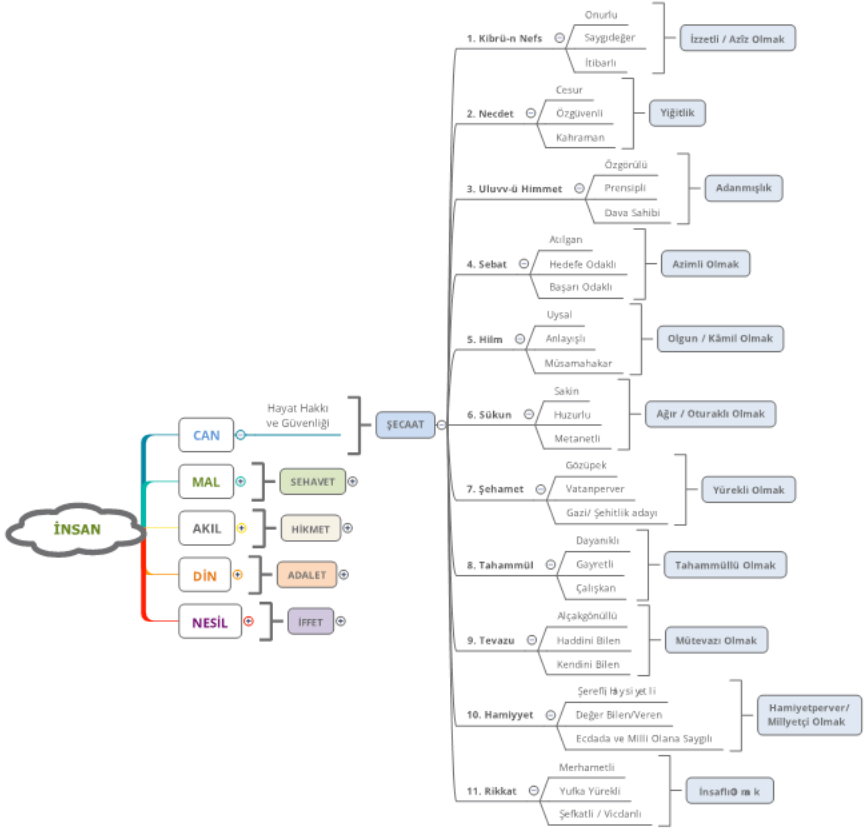 İNSAN
CAN
Hayat Hakkı
ve Güvenliği
ŞECAAT
MAL
SEHAVET
AKIL
HİKMET
DİN
ADALET
NESİL
İFFET
1. Kibrü-n Nefs
Onurlu
Saygıdeğer
İtibarlı
İzzetli / Azîz Olmak
2. Necdet
Cesur
Özgüvenli
Kahraman
Yiğitlik
3. Uluvv-ü Himmet
Özgörülü
Prensipli
Dava Sahibi
Adanmışlık
4. Sebat
Atılgan
Hedefe Odaklı
Başarı Odaklı
Azimli Olmak
5. Hilm
Uysal
Anlayışlı
Müsamahakar
Olgun / Kâmil Olmak
6. Sükun
Sakin
Huzurlu
Metanetli
Ağır / Oturaklı Olmak
7. Şehamet
Gözüpek
Vatanperver
Gazi/ Şehitlik adayı
Yürekli Olmak
8. Tahammül
Dayanıklı
Gayretli
Çalışkan
Tahammüllü Olmak
9. Tevazu
Alçakgönüllü
Haddini Bilen
Kendini Bilen
Mütevazı Olmak
10. Hamiyyet
Şerefli
Değer Bilen/Veren
Ecdada ve Milli Olana Saygılı
Hamiyetperver/
Milliyetçi Olmak
11. Rikkat
Merhametli
Yufka Yürekli
Şefkatli / Vicdanlı
İnsaflı